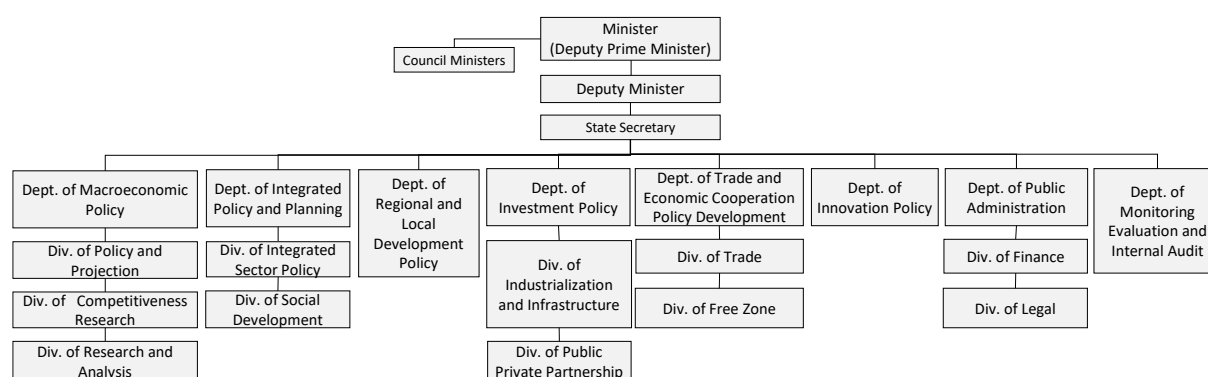 Minister
(Deputy Prime Minister)
Council Ministers
Deputy Minister
State Secretary
Dept. of Macroeconomic
Policy
Div. of Policy and
Projection
Div. of Competitiveness
Research
Div. of Research and
Analysis
Dept. of Integrated
Policy and Planning
Div. of Integrated
Sector Policy
Div. of Social
Development
Dept. of
Regional and
Local
Development
Policy
Dept. of
Investment Policy
Div. of
Industrialization
and Infrastructure
Div. of Public
Private Partnership
Dept. of Trade and
Economic Cooperation
Policy Development
Div. of Trade
Div. of Free Zone
Dept. of
Innovation Policy
Dept. of Public
Administration
Div. of Finance
Div. of Legal
Dept. of
Monitoring
Evaluation and
Internal Audit